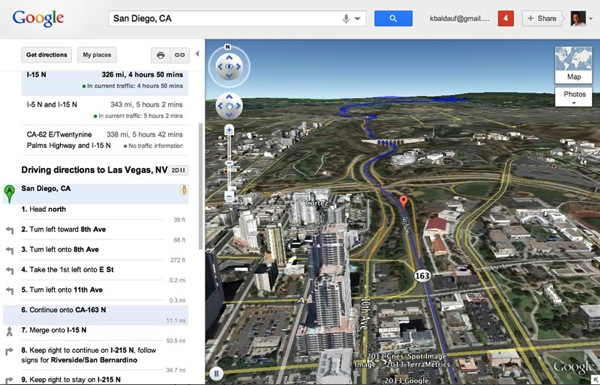 Google
San Diego, CA
kbaldauf@gmail....
4
+ Share
Get directions
My places
I-15 N
326 mi, 4 hours 50 mins
In current traffic: 4 hours 50 mins
I-5 N and I-15 N
343 mi, 5 hours 2 mins
In current traffic: 5 hours 2 mins
CA-62 E/Twentynine
Palms Highway and I-15 N
338 mi, 5 hours 42 mins
No traffic information
Driving directions to Las Vegas, NV
2D
A
San Diego, CA
1. Head north
39 ft
2. Turn left toward 8th Ave
66 ft
3. Turn left onto 8th Ave
272 ft
4. Take the 1st left onto E St
0.2 mi
5. Turn left onto 11th Ave
0.3 mi
6. Continue onto CA-163 N
11.1 mi
7. Merge onto I-15 N
50.5 mi
8. Keep right to continue on I-215 N, follow
signs for Riverside/San Bernardino
34.7 mi
9. Keep right to stay on I-215 N
N
Map
Photos
Cortez
163
10th Ave
2013 Cnes/Spot Image
Image © 2013 TerraMetrics
© 2013 Google
Google